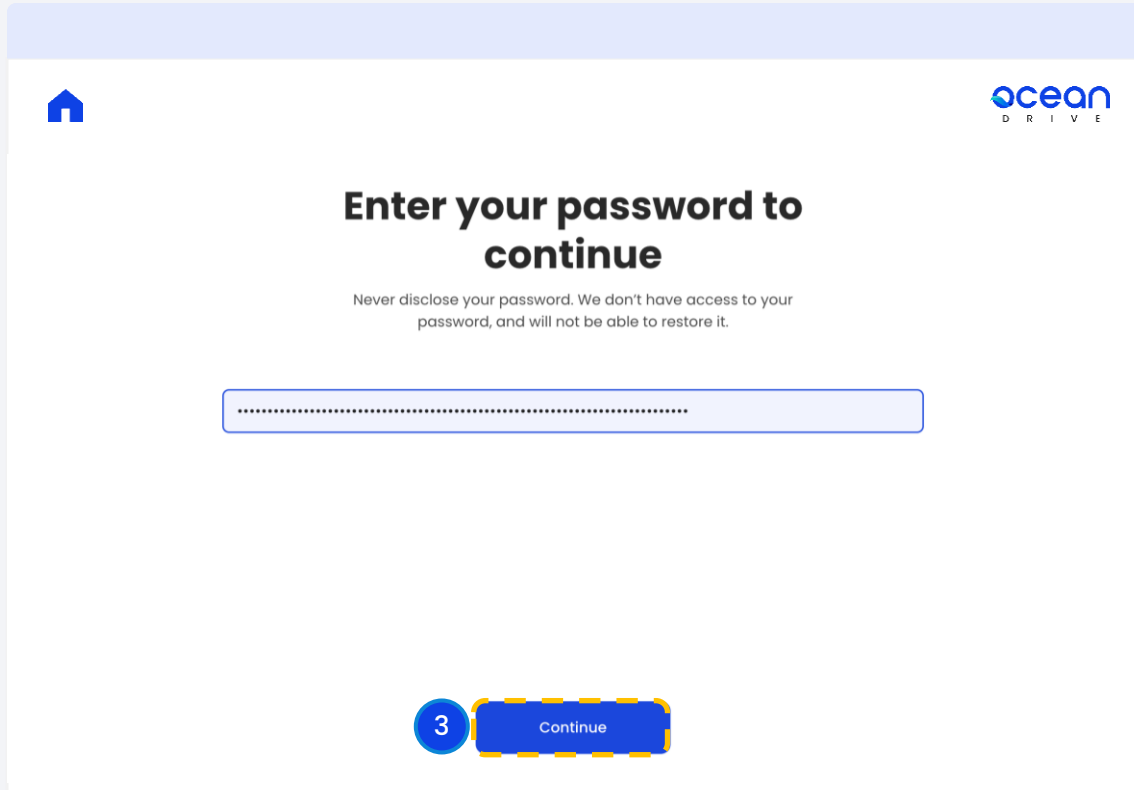 ocean
DRIVE
Enter your password to
continue
Never disclose your password. We don't have access to your
password, and will not be able to restore it.
3
Continue